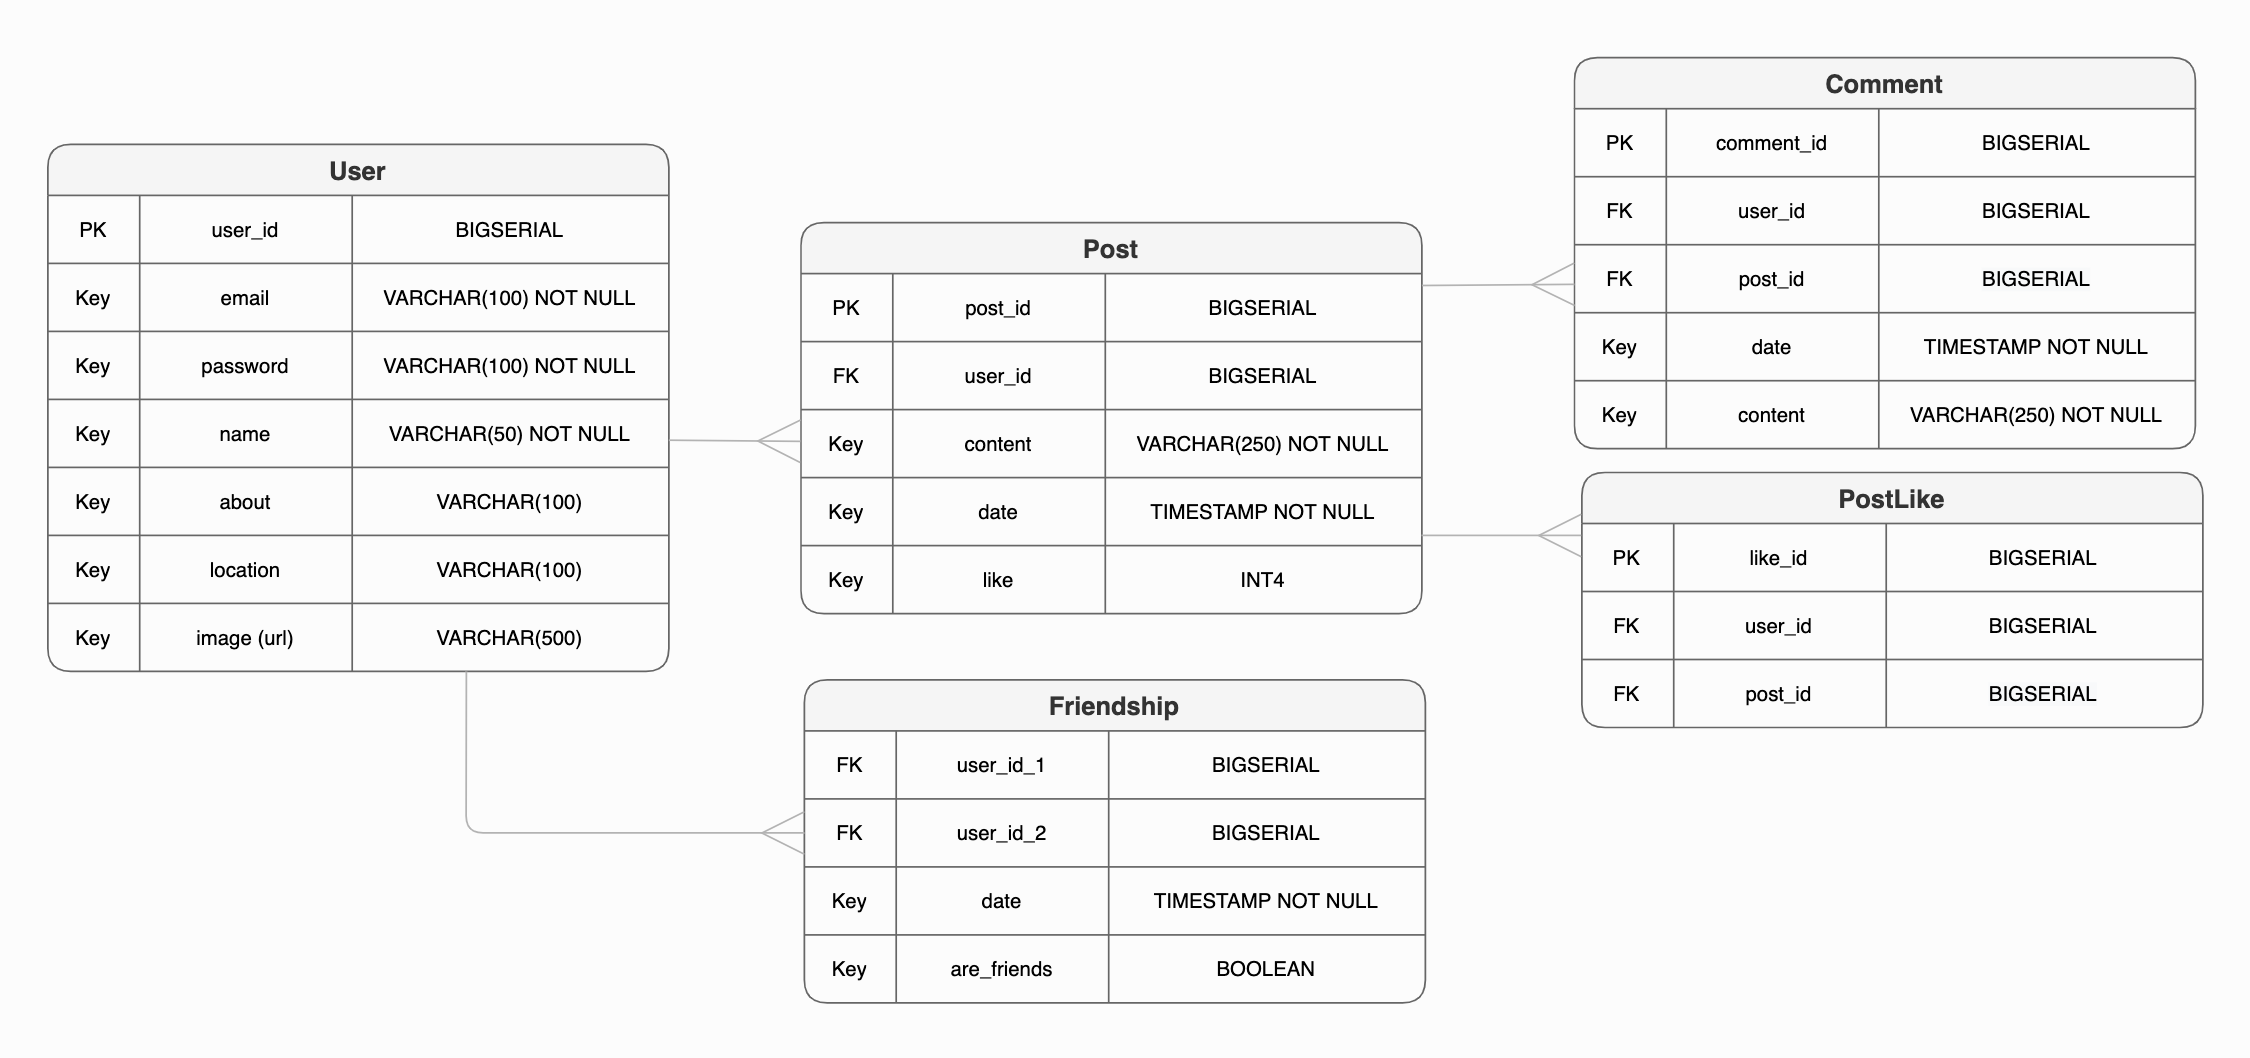 User
PK user_id BIGSERIAL
Key email VARCHAR(100) NOT NULL
Key password VARCHAR(100) NOT NULL
Key name VARCHAR(50) NOT NULL
Key about VARCHAR(100)
Key location VARCHAR(100)
Key image (url) VARCHAR(500)
Post
PK post_id BIGSERIAL
FK user_id BIGSERIAL
Key content VARCHAR(250) NOT NULL
Key date TIMESTAMP NOT NULL
Key like INT4
Friendship
FK user_id_1 BIGSERIAL
FK user_id_2 BIGSERIAL
Key date TIMESTAMP NOT NULL
Key are_friends BOOLEAN
Comment
PK comment_id BIGSERIAL
FK user_id BIGSERIAL
FK post_id BIGSERIAL
Key date TIMESTAMP NOT NULL
Key content VARCHAR(250) NOT NULL
PostLike
PK like_id BIGSERIAL
FK user_id BIGSERIAL
FK post_id BIGSERIAL